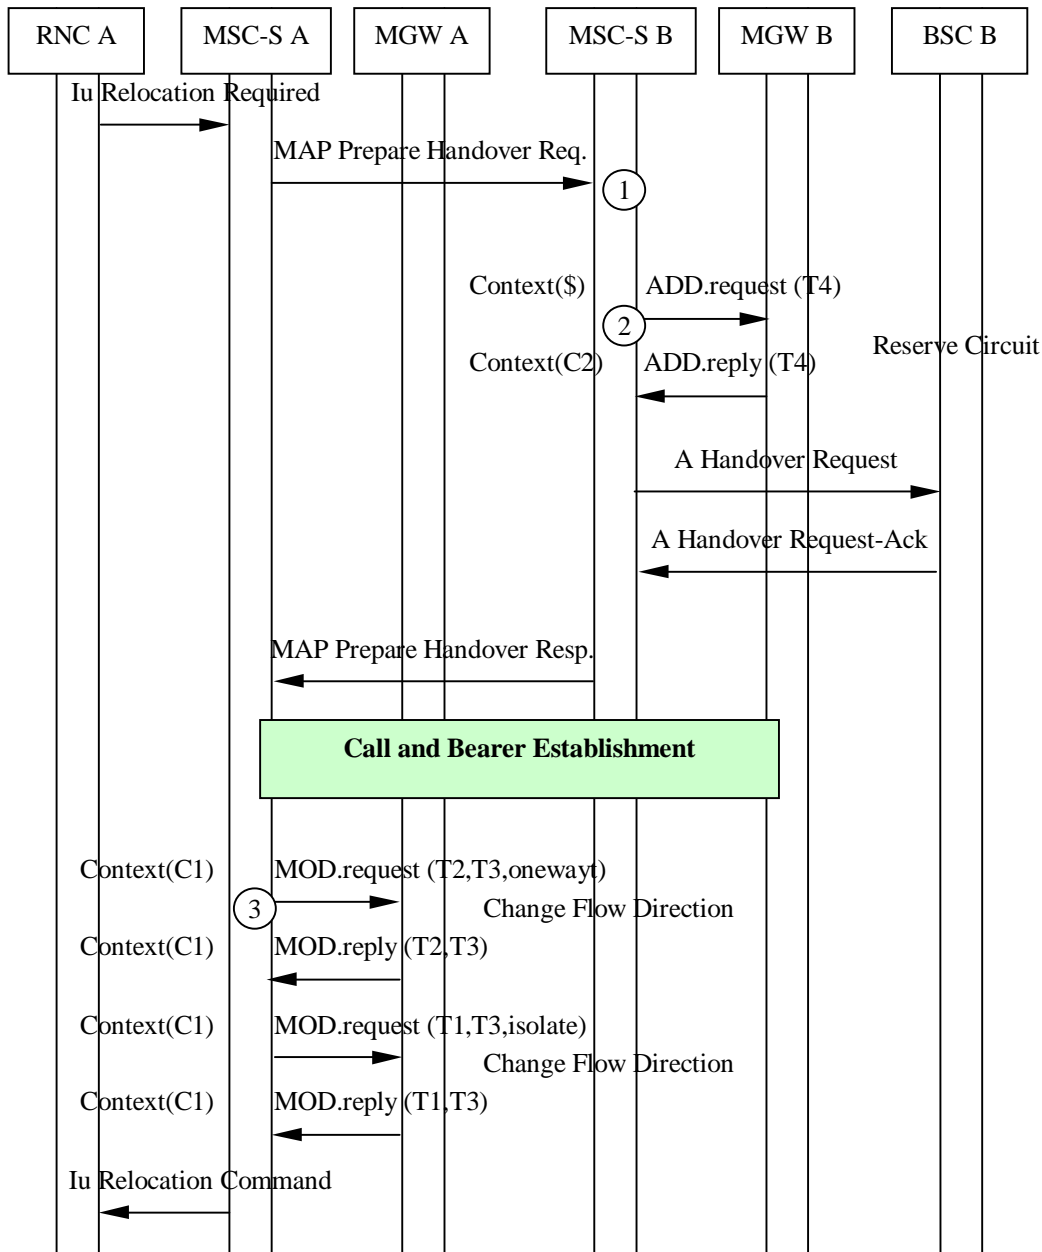 RNC A
MSC-S A
MGW A
MSC-S B
MGW B
BSC B
Iu Relocation Required
MAP Prepare Handover Req.
1
Context($)
ADD.request (T4)
2
Reserve Circuit
Context(C2)
ADD.reply (T4)
A Handover Request
A Handover Request-Ack
MAP Prepare Handover Resp.
Call and Bearer Establishment
Context(C1)
MOD.request (T2,T3,onewayt)
3
Change Flow Direction
Context(C1)
MOD.reply (T2,T3)
Context(C1)
MOD.request (T1,T3,isolate)
Change Flow Direction
Context(C1)
MOD.reply (T1,T3)
Iu Relocation Command